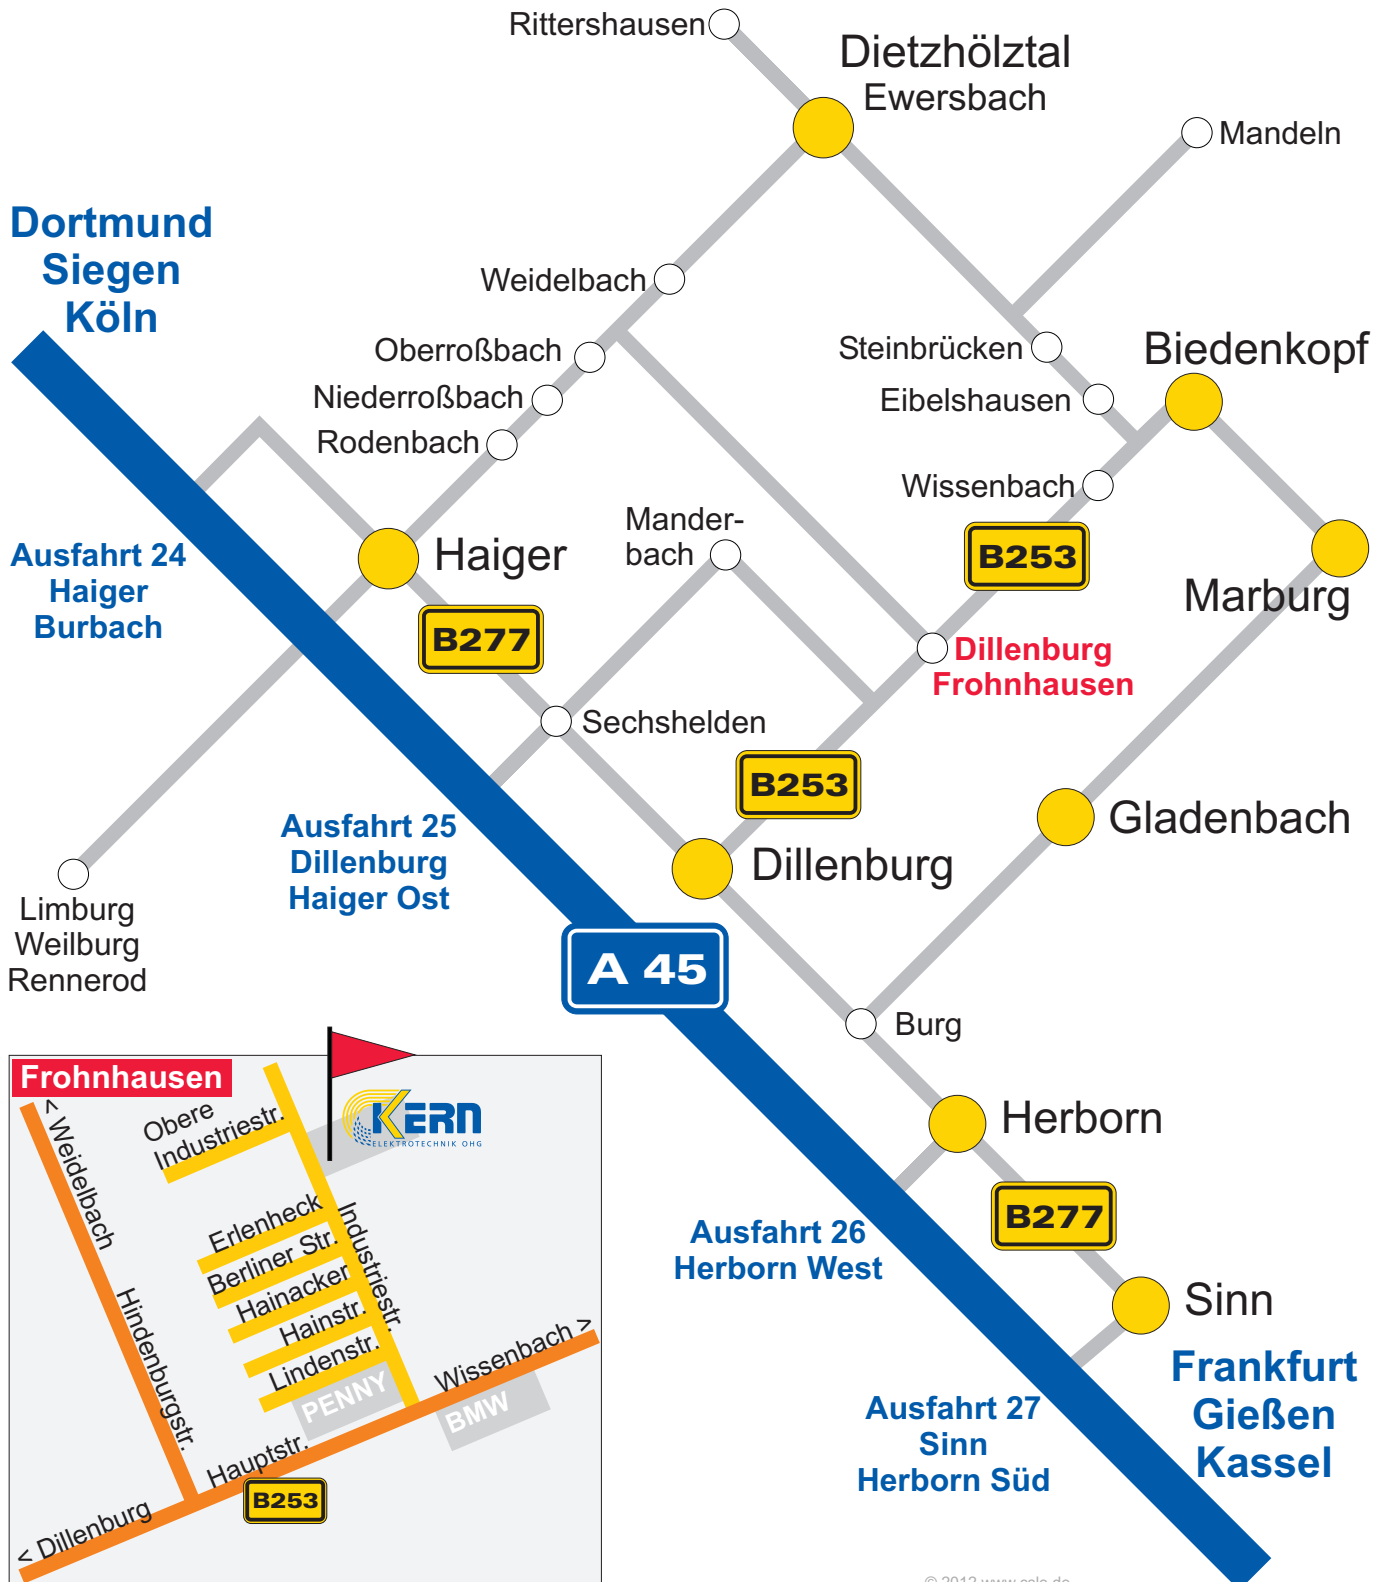 Rittershausen
Dietzhölztal
Ewersbach
Mandeln
Dortmund
Siegen
Köln
Weidelbach
Oberroßbach
Niederroßbach
Rodenbach
Steinbrücken
Eibelshausen
Biedenkopf
Wissenbach
Mander-
bach
Haiger
B253
Ausfahrt 24
Haiger
Burbach
B277
Marburg
Dillenburg
Frohnhausen
Sechshelden
B253
Gladenbach
Ausfahrt 25
Dillenburg
Haiger Ost
Dillenburg
Limburg
Weilburg
Rennerod
A 45
Burg
Herborn
B277
Ausfahrt 26
Herborn West
Sinn
Frankfurt
Gießen
Kassel
Ausfahrt 27
Sinn
Herborn Süd
Frohnhausen
KERN
ELEKTROTECHNIK OHG
< Weidelbach
Obere
Industriestr.
Erlenheck
Berliner Str.
Hainacker
Hainstr.
Lindenstr.
Industriestr.
Hindenburgstr.
PENNY
BMW
Wissenbach >
Hauptstr.
B253
< Dillenburg